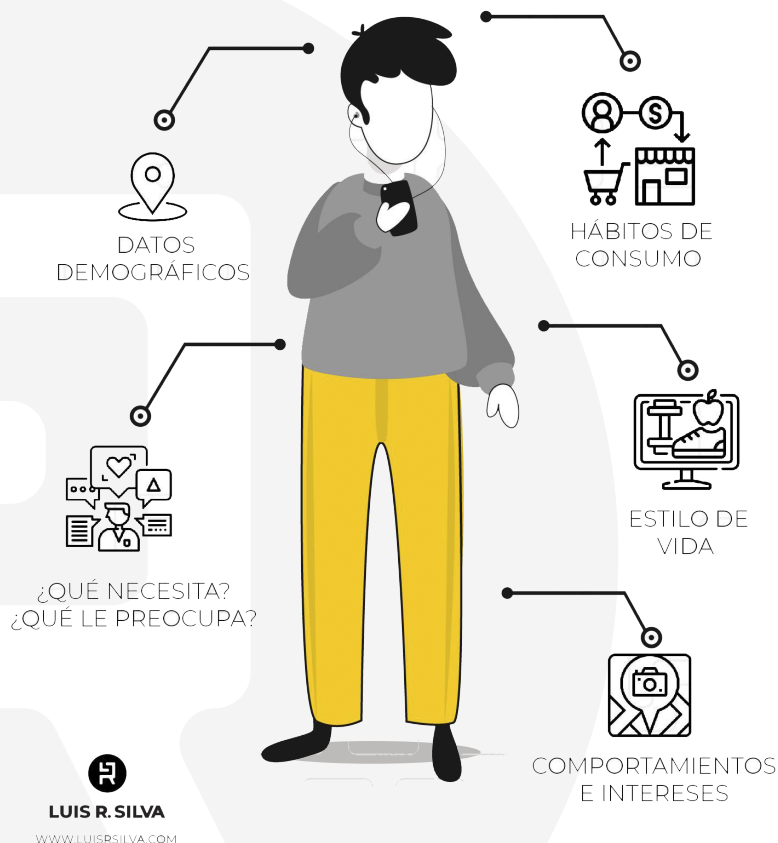 DATOS
DEMOGRÁFICOS
HÁBITOS DE
CONSUMO
¿QUÉ NECESITA?
¿QUÉ LE PREOCUPA?
ESTILO DE
VIDA
COMPORTAMIENTOS
E INTERESES
LUIS R. SILVA
WWW.LUISRSILVA.COM